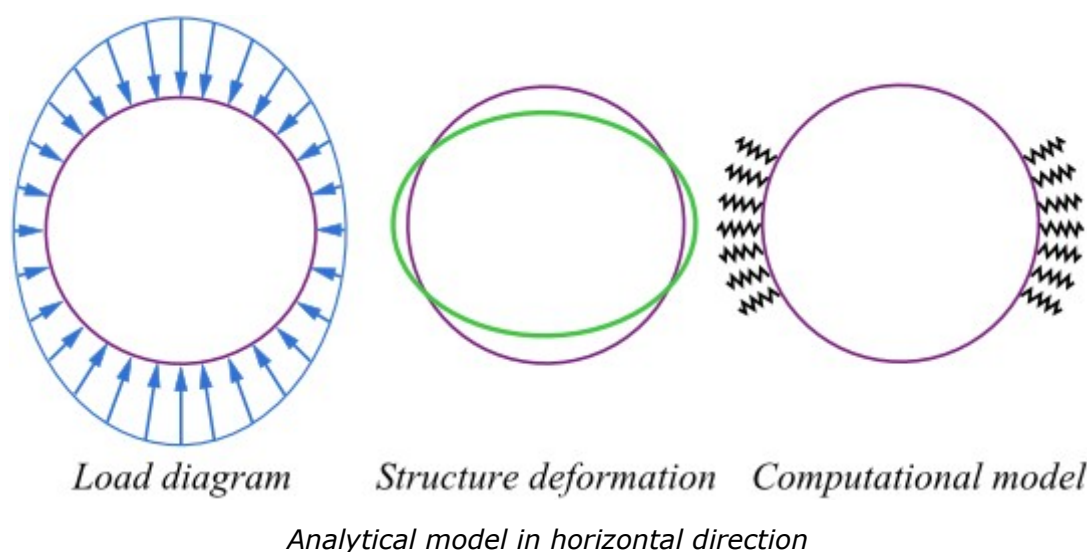 Load diagram Structure deformation Computational model
Analytical model in horizontal direction